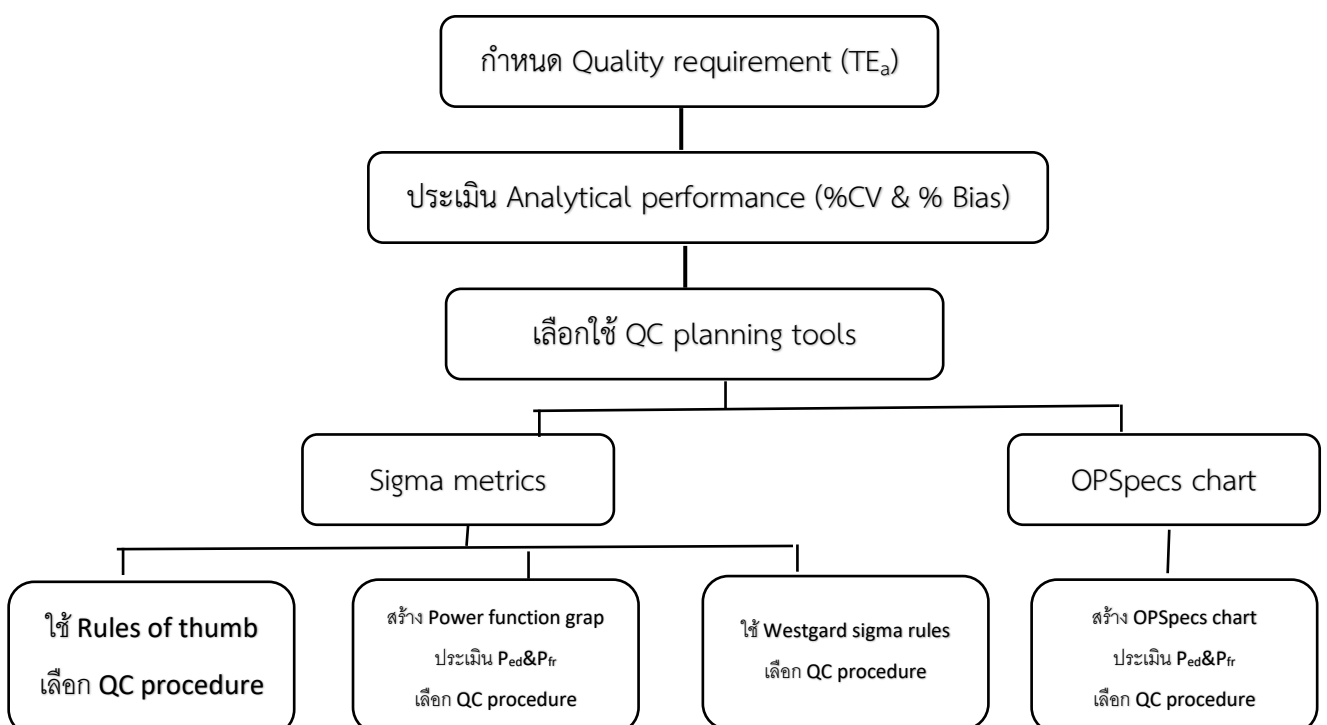 กำหนด Quality requirement (TEa)
ประเมิน Analytical performance (%CV & % Bias)
เลือกใช้ QC planning tools
Sigma metrics
OPSpecs chart
ใช้ Rules of thumb
เลือก QC procedure
สร้าง Power function grap
ประเมิน Ped&Pfr
เลือก QC procedure
ใช้ Westgard sigma rules
เลือก QC procedure
สร้าง OPSpecs chart
ประเมิน Ped&Pfr
เลือก QC procedure